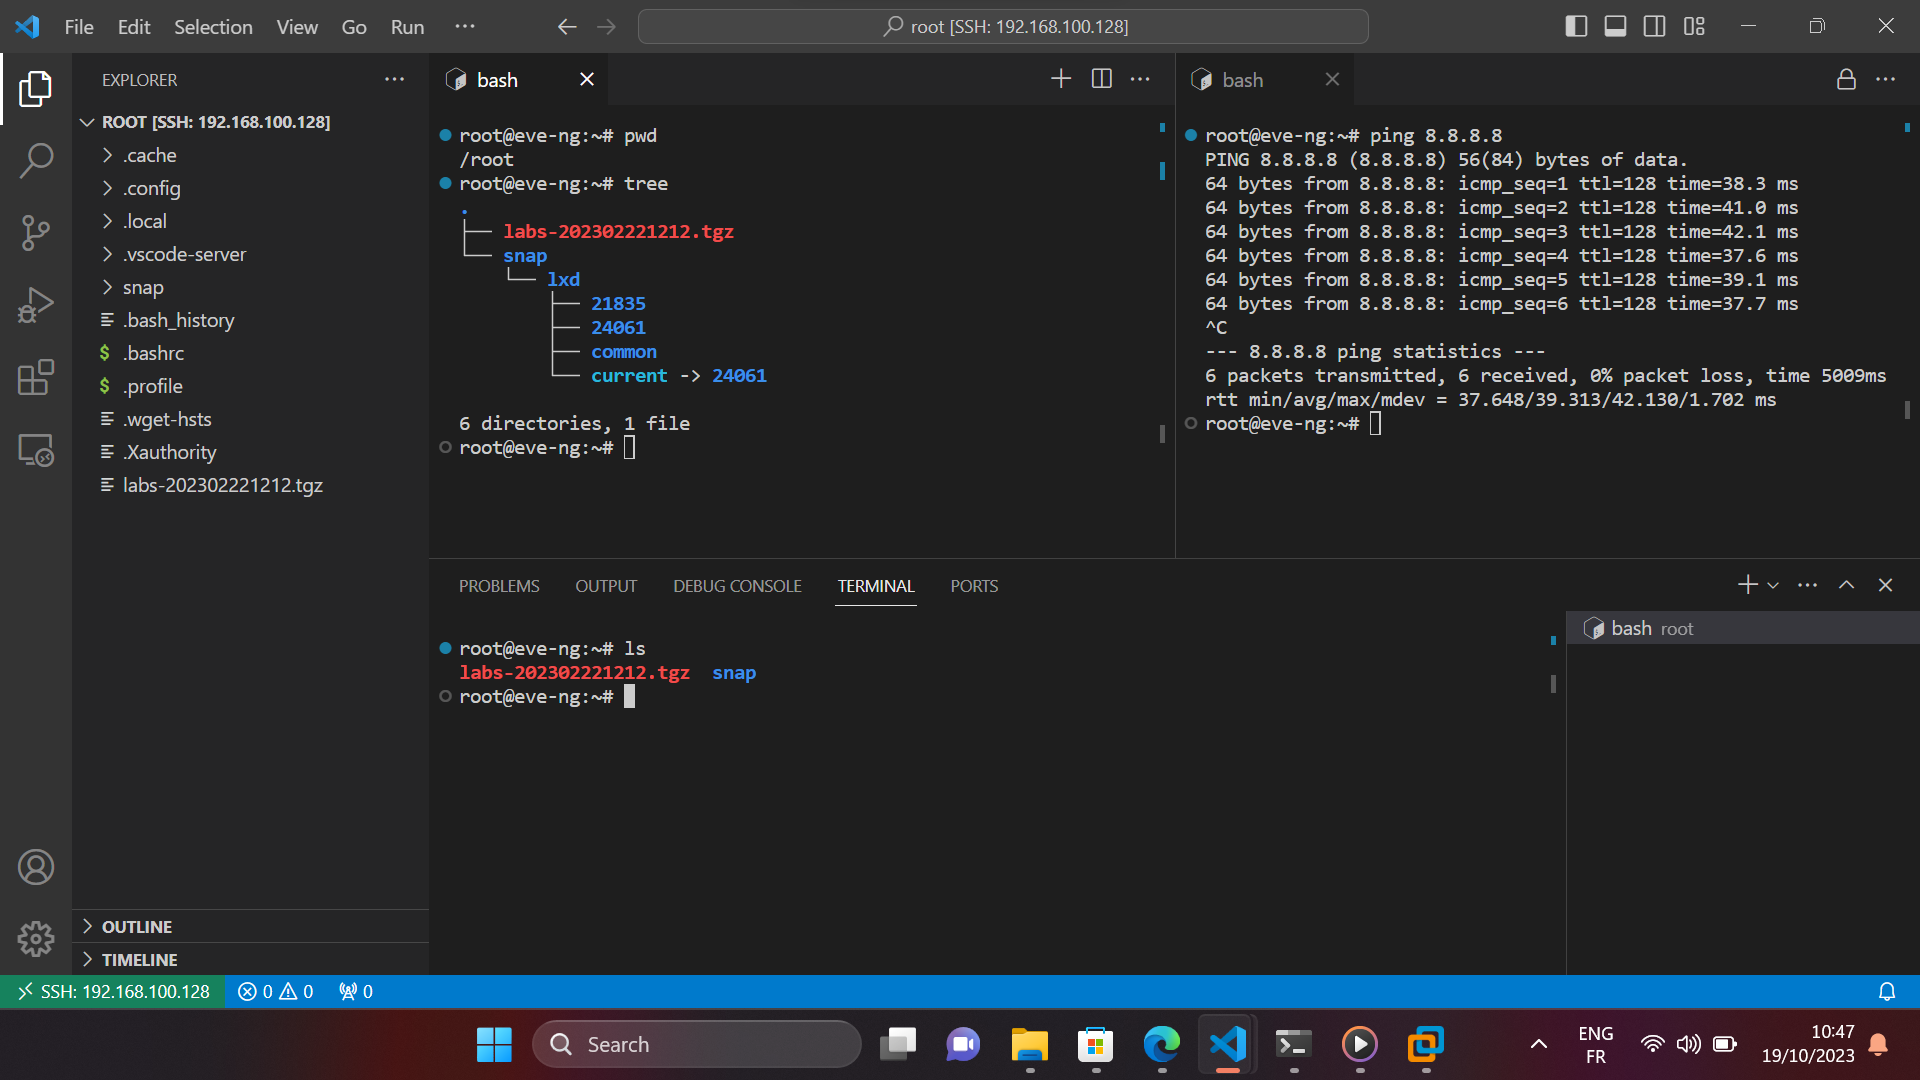 File Edit Selection View Go Run ...
root [SSH: 192.168.100.128]
EXPLORER
ROOT [SSH: 192.168.100.128]
.cache
.config
.local
.vscode-server
snap
.bash_history
$ .bashrc
$ .profile
.wget-hsts
.Xauthority
labs-202302221212.tgz
OUTLINE
TIMELINE
bash
root@eve-ng:~# pwd
/root
root@eve-ng:~# tree
.
├── labs-202302221212.tgz
└── snap
    └── lxd
        ├── 21835
        ├── 24061
        ├── common
        └── current -> 24061
6 directories, 1 file
root@eve-ng:~#
bash
root@eve-ng:~# ping 8.8.8.8
PING 8.8.8.8 (8.8.8.8) 56(84) bytes of data.
64 bytes from 8.8.8.8: icmp_seq=1 ttl=128 time=38.3 ms
64 bytes from 8.8.8.8: icmp_seq=2 ttl=128 time=41.0 ms
64 bytes from 8.8.8.8: icmp_seq=3 ttl=128 time=42.1 ms
64 bytes from 8.8.8.8: icmp_seq=4 ttl=128 time=37.6 ms
64 bytes from 8.8.8.8: icmp_seq=5 ttl=128 time=39.1 ms
64 bytes from 8.8.8.8: icmp_seq=6 ttl=128 time=37.7 ms
^C
--- 8.8.8.8 ping statistics ---
6 packets transmitted, 6 received, 0% packet loss, time 5009ms
rtt min/avg/max/mdev = 37.648/39.313/42.130/1.702 ms
root@eve-ng:~#
PROBLEMS OUTPUT DEBUG CONSOLE TERMINAL PORTS
root@eve-ng:~# ls
labs-202302221212.tgz  snap
root@eve-ng:~#
bash root
SSH: 192.168.100.128 0 0 0
Search
ENG
FR
10:47
19/10/2023